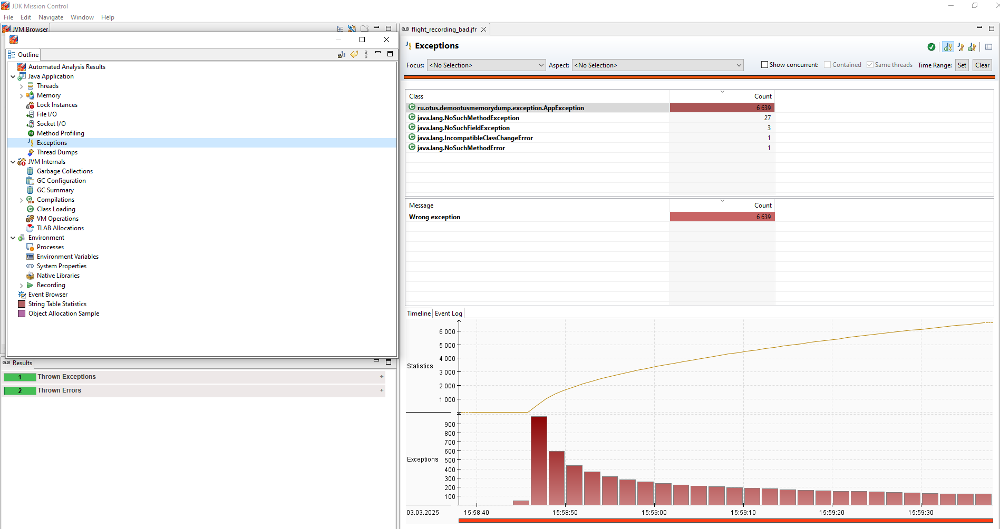 JDK Mission Control
File Edit Navigate Window Help
JVM Browser
Outline
Automated Analysis Results
Java Application
Threads
Memory
Lock Instances
File I/O
Socket I/O
Method Profiling
Exceptions
Thread Dumps
JVM Internals
Garbage Collections
GC Configuration
GC Summary
Compilations
Class Loading
VM Operations
TLAB Allocations
Environment
Processes
Environment Variables
System Properties
Native Libraries
Recording
Event Browser
String Table Statistics
Object Allocation Sample
Results
1 Thrown Exceptions
2 Thrown Errors
flight_recording_bad.jfr
Exceptions
Focus: <No Selection> Aspect: <No Selection> Show concurrent: Contained Same threads Time Range: Set Clear
Class Count
ru.otus.demootusmemorydump.exception.AppException 6 639
java.lang.NoSuchMethodException 27
java.lang.NoSuchFieldException 3
java.lang.IncompatibleClassChangeError 1
java.lang.NoSuchMethodError 1
Message Count
Wrong exception 6 639
Timeline Event Log
6 000
5 000
4 000
Statistics
3 000
2 000
1 000
900
800
700
600
Exceptions 500
400
300
200
100
03.03.2025 15:58:40 15:58:50 15:59:00 15:59:10 15:59:20 15:59:30